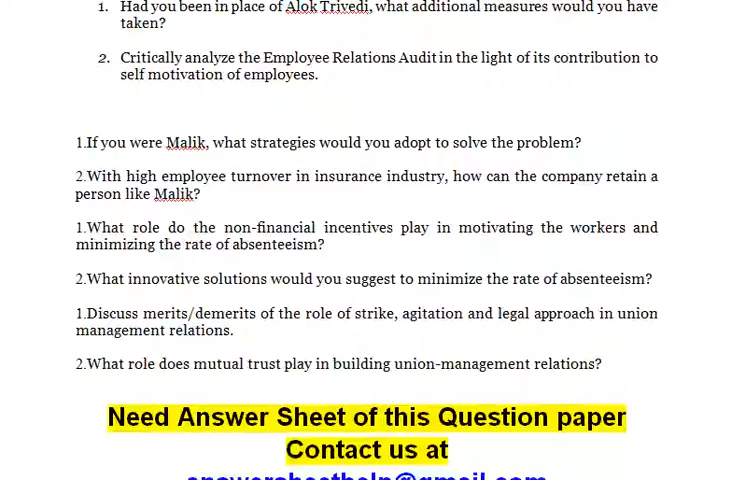 1. Had you been in place of Alok Trivedi, what additional measures would you have
taken?
2. Critically analyze the Employee Relations Audit in the light of its contribution to
self motivation of employees.
1.If you were Malik, what strategies would you adopt to solve the problem?
2.With high employee turnover in insurance industry, how can the company retain a
person like Malik?
1.What role do the non-financial incentives play in motivating the workers and
minimizing the rate of absenteeism?
2.What innovative solutions would you suggest to minimize the rate of absenteeism?
1.Discuss merits/demerits of the role of strike, agitation and legal approach in union
management relations.
2.What role does mutual trust play in building union-management relations?
Need Answer Sheet of this Question paper
Contact us at
answersheethelp@gmail.com